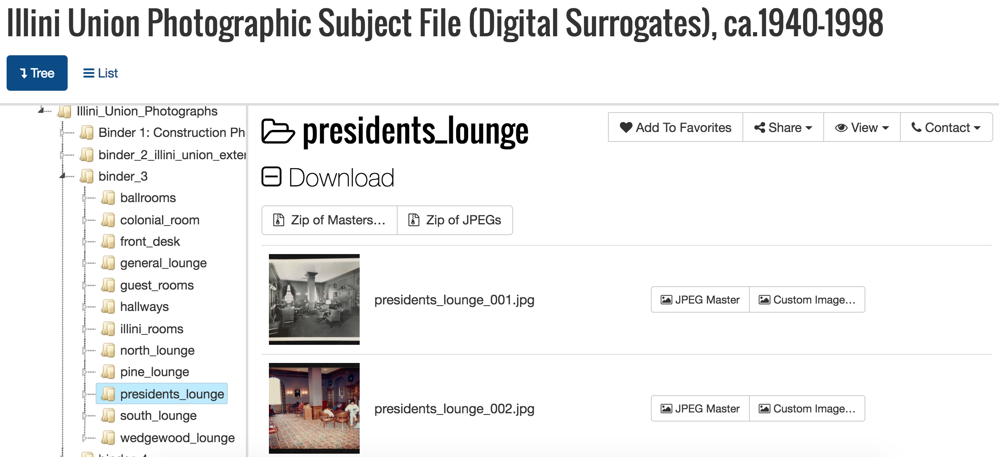 Illini Union Photographic Subject File (Digital Surrogates), ca.1940-1998
Tree
List
Illini_Union_Photographs
Binder 1: Construction Ph
binder_2_illini_union_exter
binder_3
ballrooms
colonial_room
front_desk
general_lounge
guest_rooms
hallways
illini_rooms
north_lounge
pine_lounge
presidents_lounge
south_lounge
wedgewood_lounge
binder_4
presidents_lounge
Add To Favorites
Share
View
Contact
Download
Zip of Masters...
Zip of JPEGs
presidents_lounge_001.jpg
JPEG Master
Custom Image...
presidents_lounge_002.jpg
JPEG Master
Custom Image...